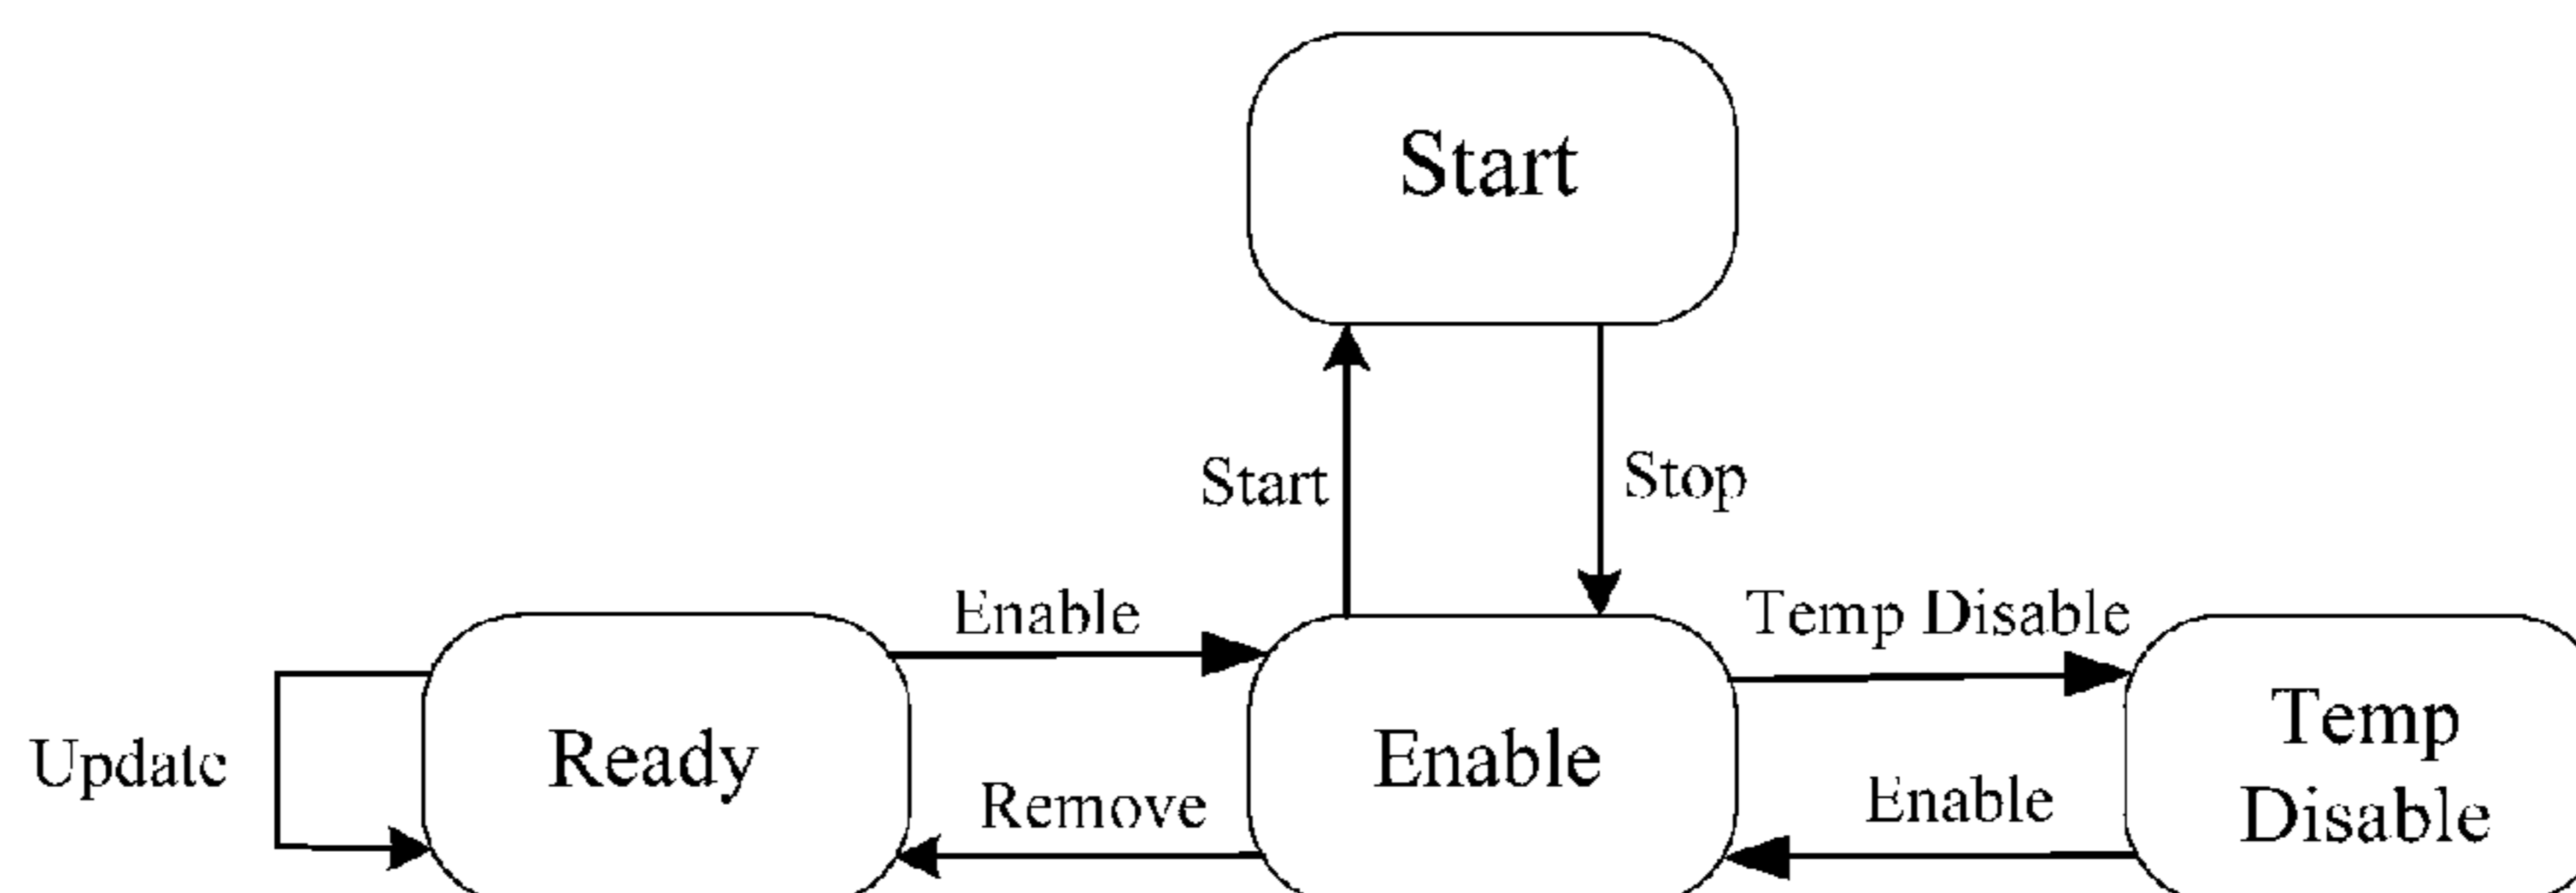 Start
Start
Stop
Enable
Temp Disable
Update
Ready
Remove
Enable
Enable
Temp
Disable